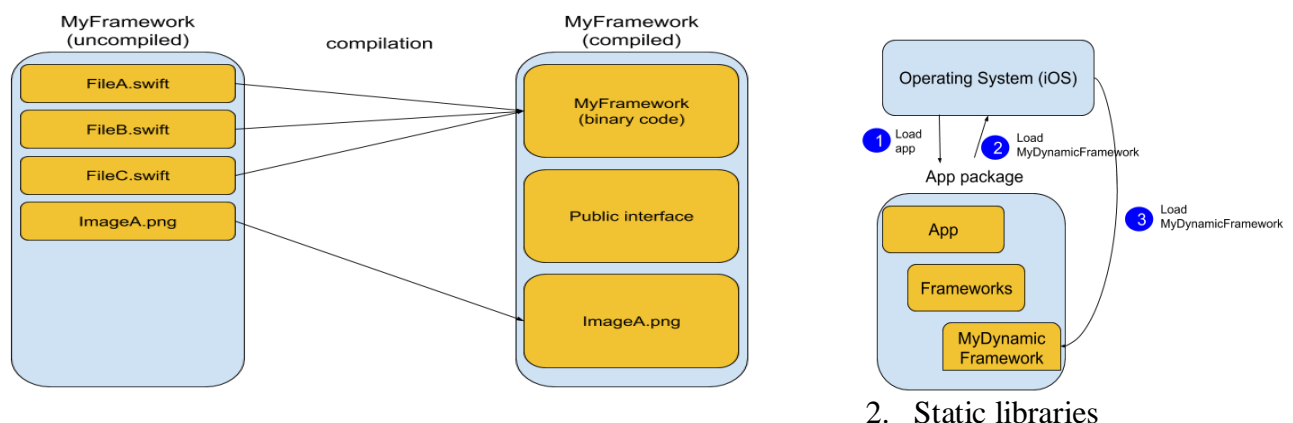 MyFramework
(uncompiled)
FileA.swift
FileB.swift
FileC.swift
ImageA.png
compilation
MyFramework
(compiled)
MyFramework
(binary code)
Public interface
ImageA.png
Operating System (iOS)
1
Load
app
2
Load
MyDynamicFramework
App package
3
Load
MyDynamicFramework
App
Frameworks
MyDynamic
Framework
2. Static libraries